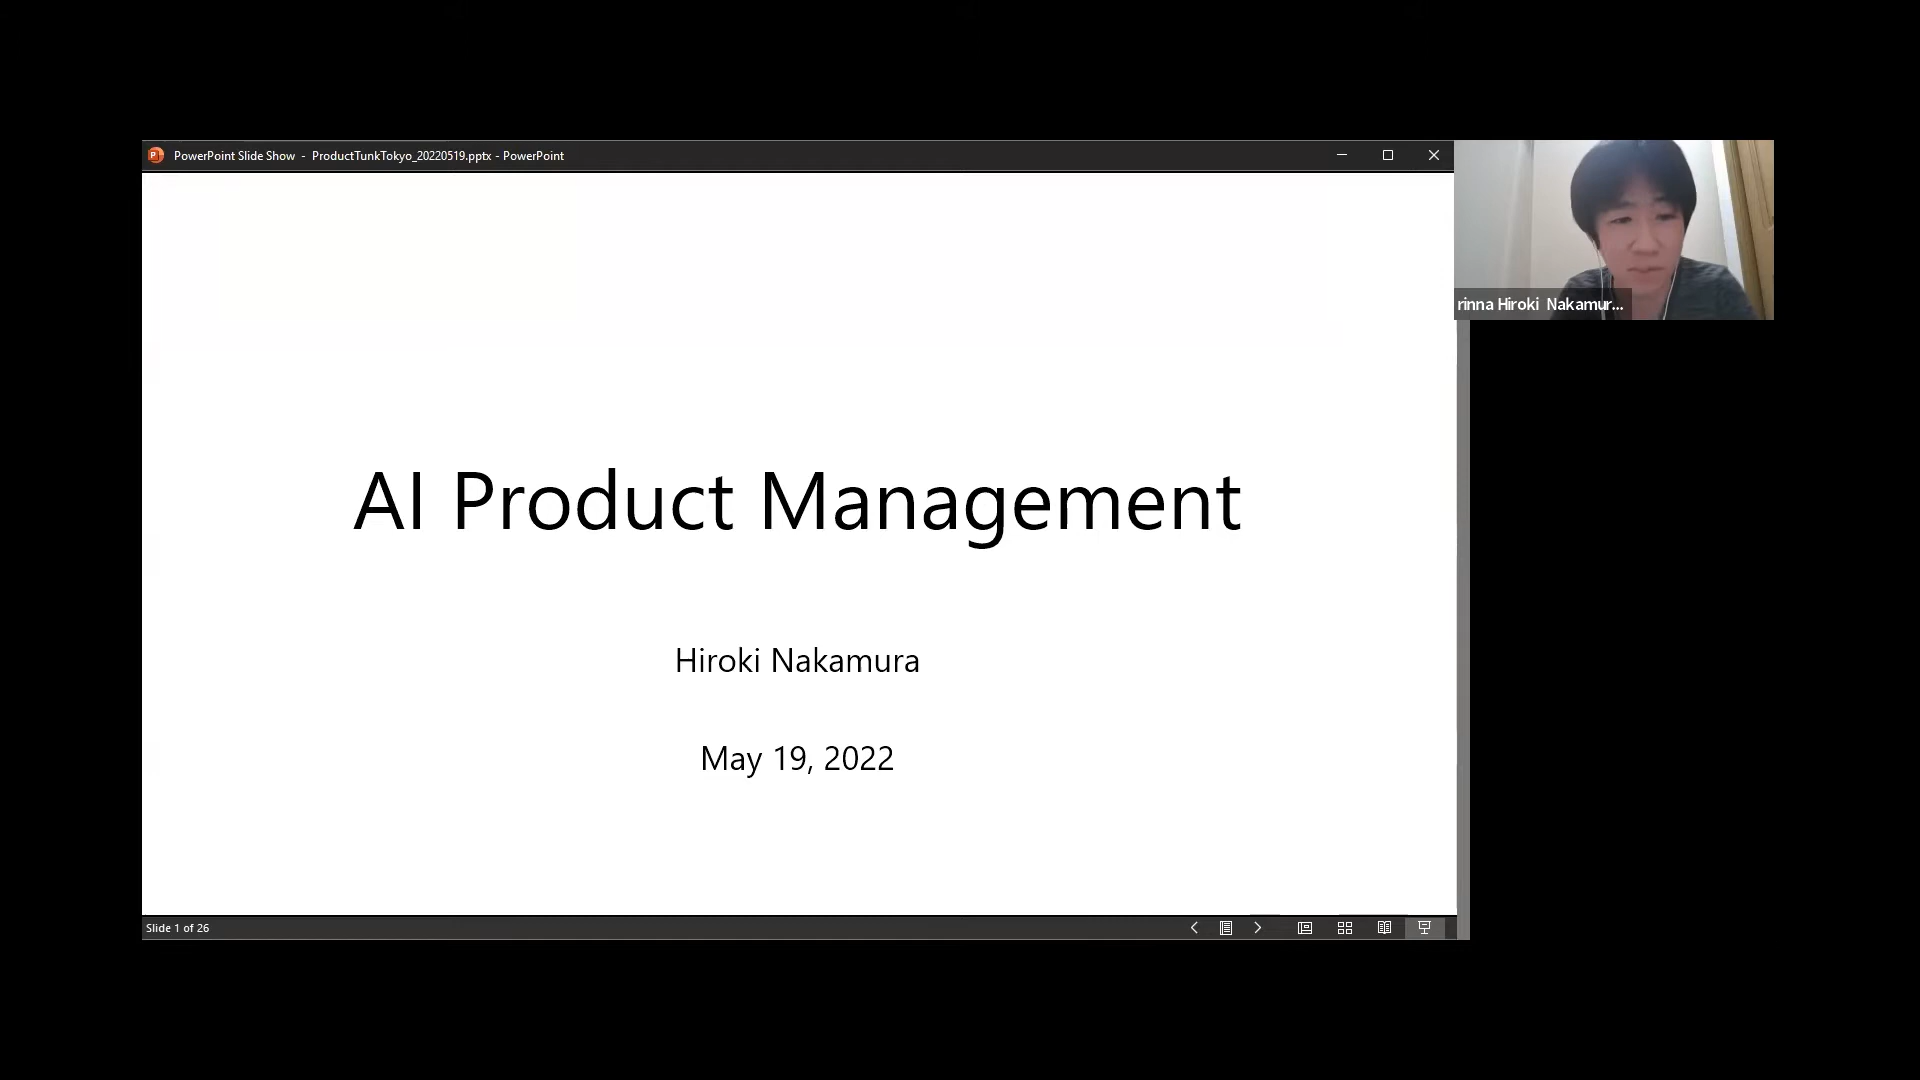 PowerPoint Slide Show - ProductTunkTokyo_20220519.pptx - PowerPoint
rinna Hiroki Nakamur...
AI Product Management
Hiroki Nakamura
May 19, 2022
Slide 1 of 26